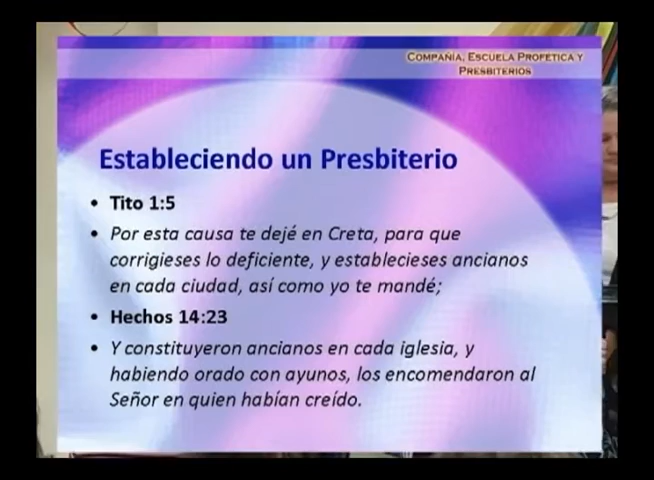 COMPAÑÍA, ESCUELA PROFETICA Y
PRESBITERIOS
Estableciendo un Presbiterio
• Tito 1:5
• Por esta causa te dejé en Creta, para que
corrigieses lo deficiente, y establecieses ancianos
en cada ciudad, así como yo te mandé;
• Hechos 14:23
• Y constituyeron ancianos en cada iglesia, y
habiendo orado con ayunos, los encomendaron al
Señor en quien habían creído.